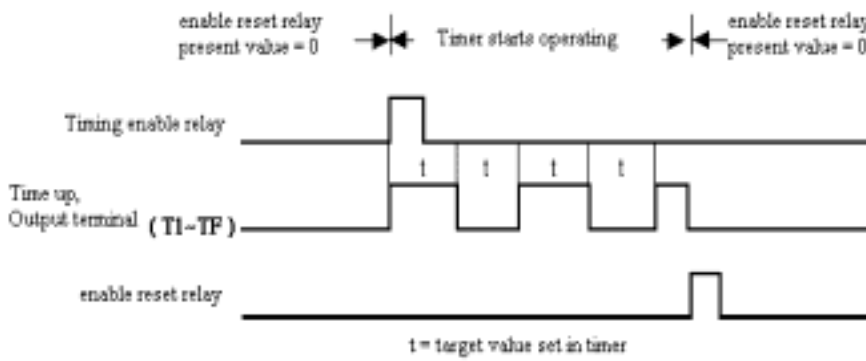 enable reset relay
present value = 0
Timer starts operating
enable reset relay
present value = 0
Timing enable relay
t t t t
Time up,
Output terminal ( T1~TF )
enable reset relay
t = target value set in timer